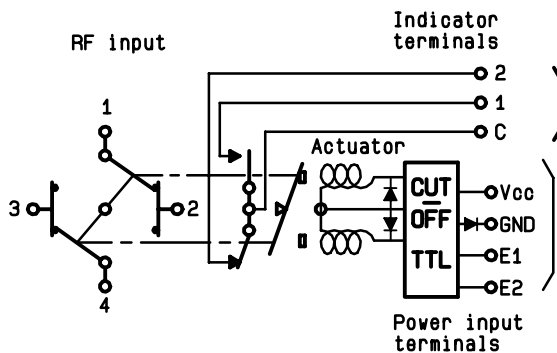 Indicator
terminals
RF input
2
1
C
1
Actuator
3
2
4
CUT
OFF
TTL
Vcc
GND
E1
E2
Power input
terminals